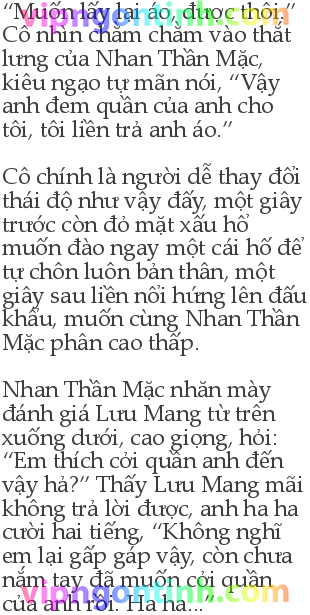 “Muốn lấy lại áo, được thôi.”
Cô nhìn chằm chằm vào thắt
lưng của Nhan Thần Mặc,
kiêu ngạo tự mãn nói, “Vậy
anh đem quần của anh cho
tôi, tôi liền trả anh áo.”
Cô chính là người dễ thay đổi
thái độ như vậy đấy, một giây
trước còn đỏ mặt xấu hổ
muốn đào ngay một cái hố để
tự chôn luôn bản thân, một
giây sau liền nổi hứng lên đấu
khẩu, muốn cùng Nhan Thần
Mặc phân cao thấp.
Nhan Thần Mặc nhăn mày
đánh giá Lưu Mang từ trên
xuống dưới, cao giọng, hỏi:
“Em thích cởi quần anh đến
vậy hả?” Thấy Lưu Mang mãi
không trả lời được, anh ha ha
cười hai tiếng, “Không nghĩ
em lại gấp gáp vậy, còn chưa
nắm tay đã muốn cởi quần
của anh rồi. Ha ha...”
vipngontinh.com
vipngontinh.com